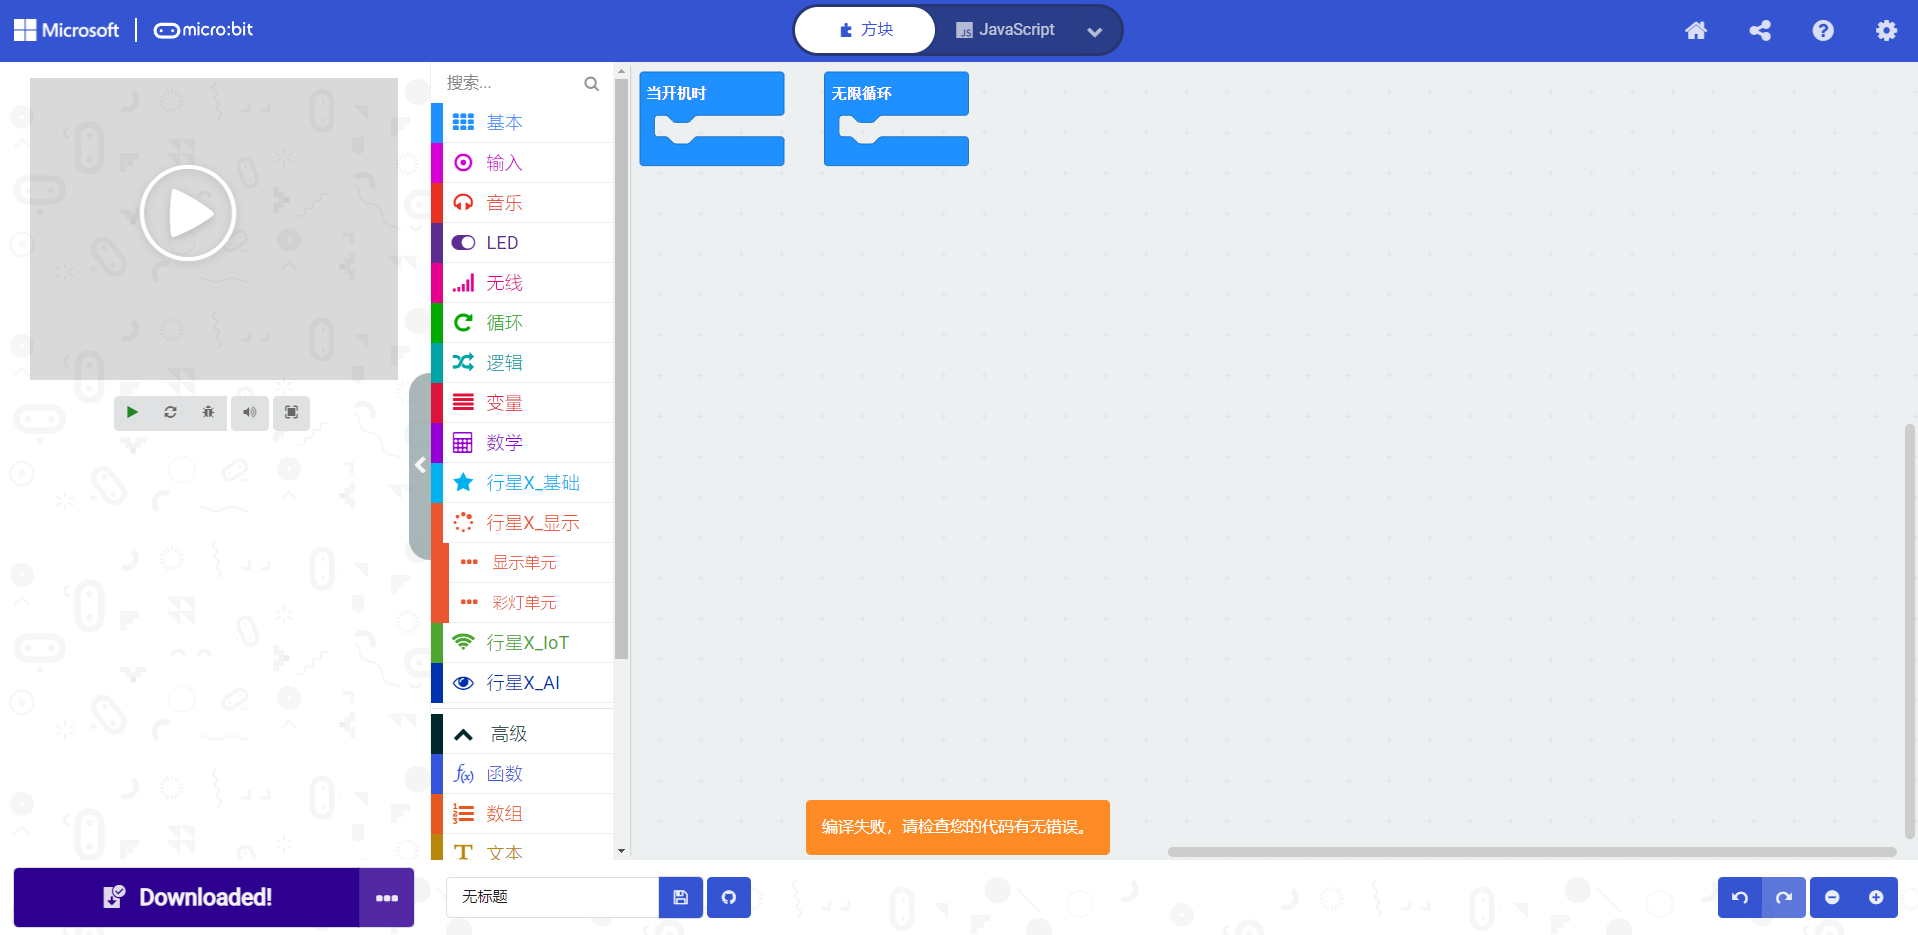 Microsoft
micro:bit
方块
JavaScript
搜索...
基本
输入
音乐
LED
无线
循环
逻辑
变量
数学
行星X_基础
行星X_显示
显示单元
彩灯单元
行星X_IoT
行星X_AI
高级
函数
数组
文本
当开机时
无限循环
编译失败，请检查您的代码有无错误。
Downloaded!
无标题